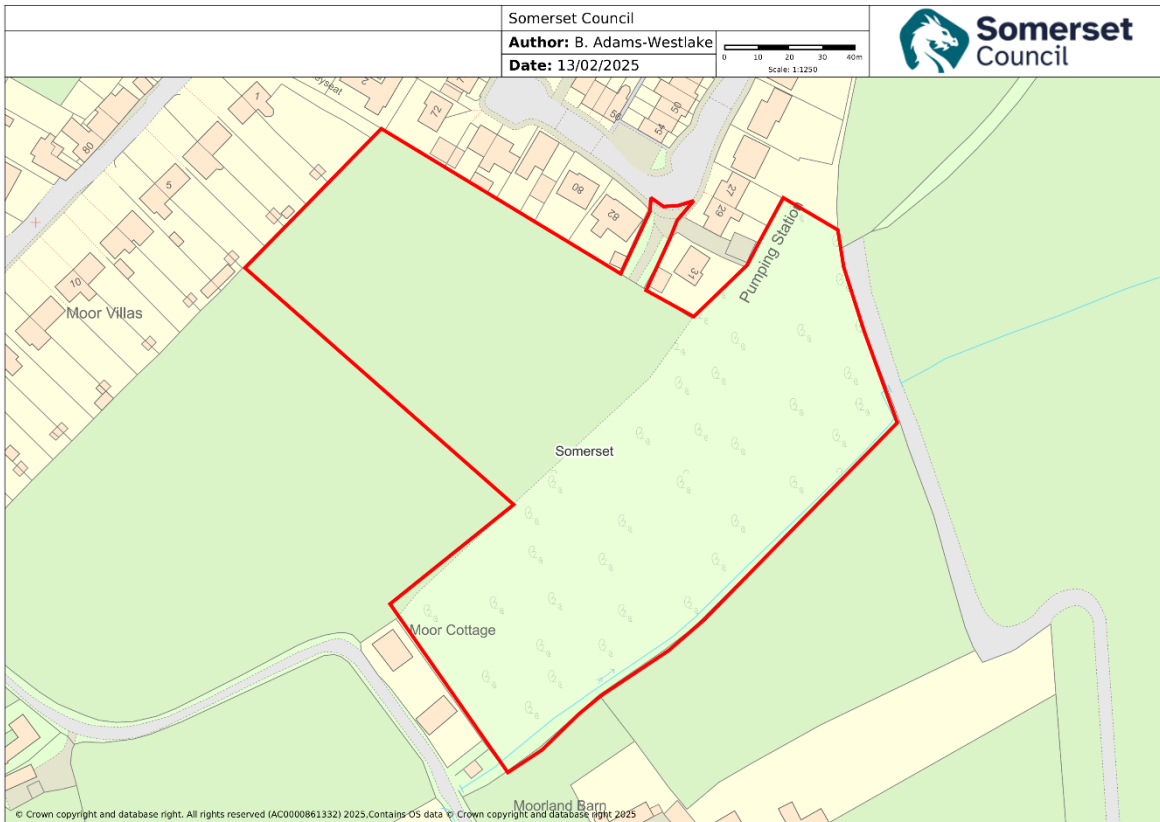 Somerset Council
Author: B. Adams-Westlake
Date: 13/02/2025
0 10 20 30 40m
Scale: 1:1250
Somerset
Council
1
2
72
56
50
54
80
5
80
82
27
29
31
10
Pumping Station
Moor Villas
Somerset
Moor Cottage
Moorland Barn
© Crown copyright and database right. All rights reserved (AC0000861332) 2025.Contains OS data © Crown copyright and database right 2025